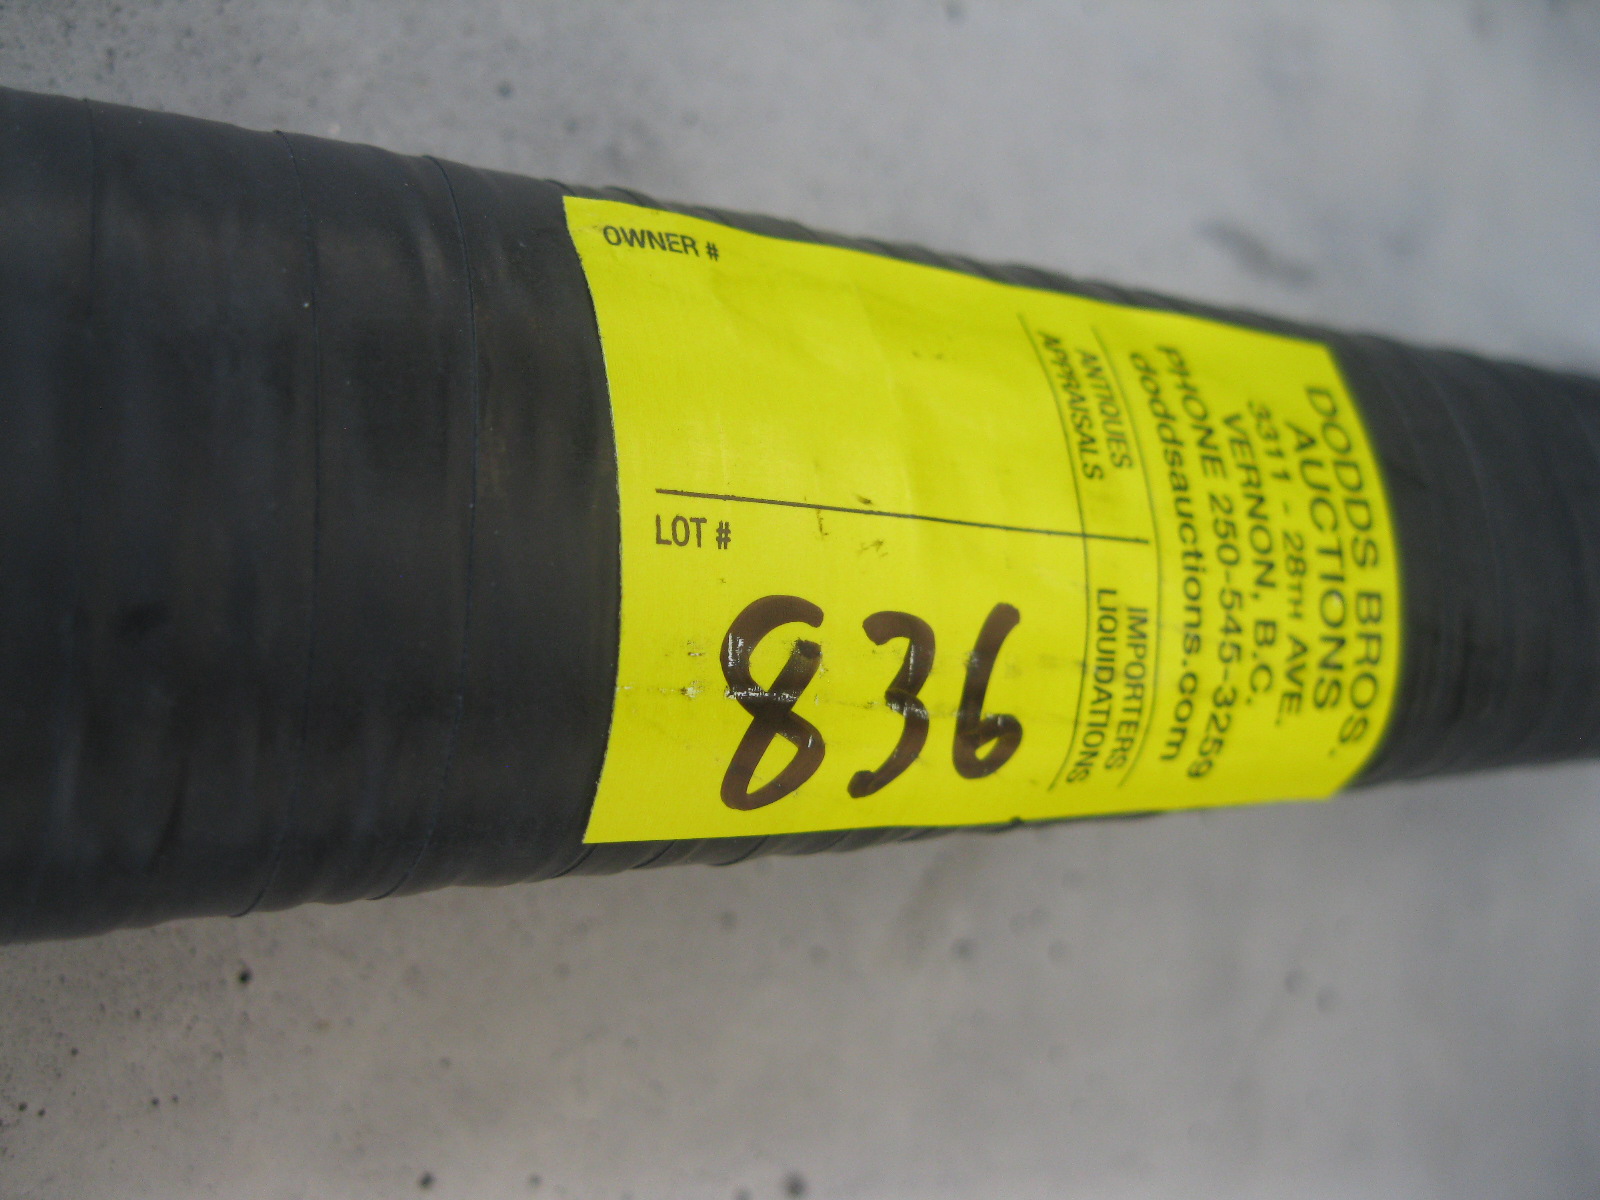 DODDS BROS.
AUCTIONS
3311 - 28TH AVE.
VERNON, B.C.
PHONE 250-545-3259
doddsauctions.com
ANTIQUES
APPRAISALS
IMPORTERS
LIQUIDATIONS
OWNER #
LOT #
836